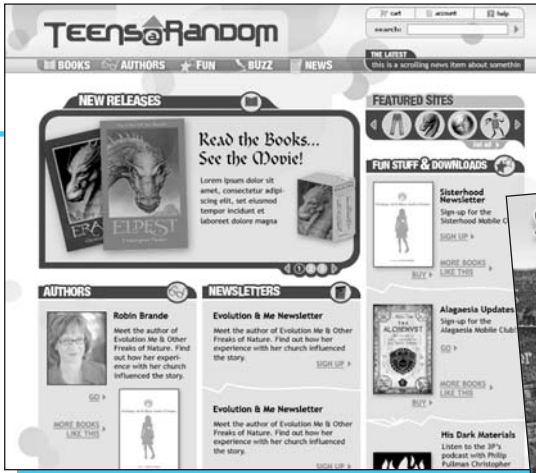 TEENS@RANDOM
cart account help
search:
BOOKS AUTHORS FUN BUZZ NEWS
THE LATEST
this is a scrolling news item about somethin
NEW RELEASES
Read the Books...
See the Movie!
Lorem ipsum dolor sit
amet, consectetur adipi-
scing elit, set eiusmod
tempor incidunt et
laboreet dolore magna
ELDEST
1 2 3
FEATURED SITES
list all
FUN STUFF & DOWNLOADS
Sisterhood
Newsletter
Sign-up for the
Sisterhood Mobile C
SIGN UP
MORE BOOKS
LIKE THIS
BUY
THE
ALCHEMYST
Alagaesia Updates
Sign-up for the
Alagaesia Mobile Club!
GO
MORE BOOKS
LIKE THIS
BUY
His Dark Materials
Listen to the 3P's
podcast with Philip
Pullman Christopher
AUTHORS
Robin Brande
Meet the author of
Evolution Me & Other
Freaks of Nature. Find
out how her experi-
ence with her church
influenced the story.
GO
MORE BOOKS
LIKE THIS
NEWSLETTERS
Evolution & Me Newsletter
Meet the author of Evolution Me & Other
Freaks of Nature. Find out how her
experience with her church influenced
the story.
SIGN UP
Evolution & Me Newsletter
Meet the author of Evolution Me & Other
Freaks of Nature. Find out how her
experience with her church influenced
the story.
SIGN UP